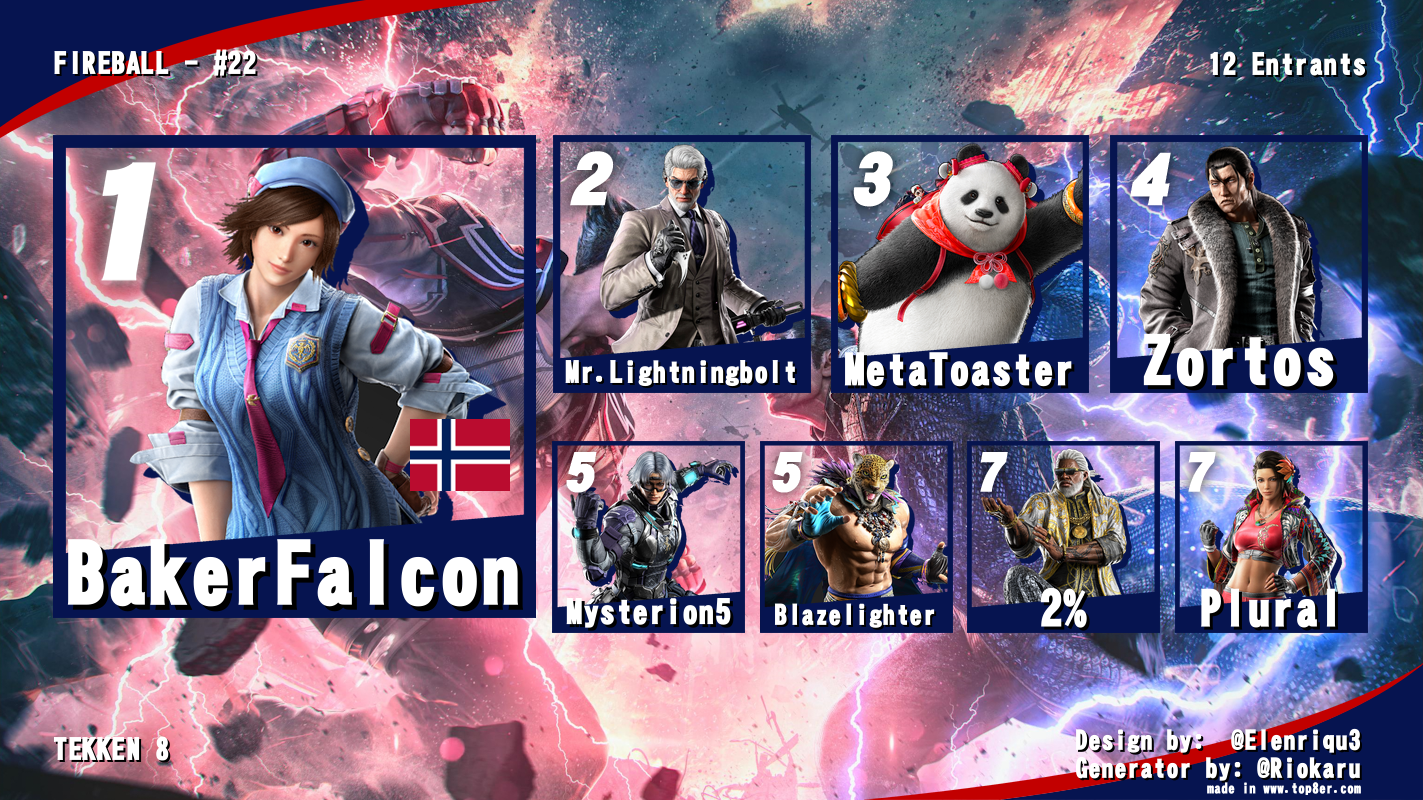 FIREBALL - #22
12 Entrants
1
BakerFalcon
2
Mr.Lightningbolt
3
MetaToaster
4
Zortos
5
Mysterion5
5
Blazelighter
7
2%
7
Plural
TEKKEN 8
Design by: @Elenriqu3
Generator by: @Riokaru
made in www.top8er.com